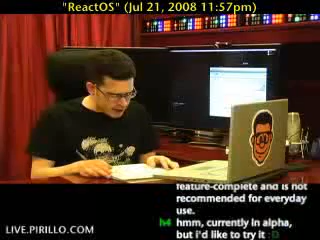 "ReactOS" (Jul 21, 2008 11:57pm)
feature-complete and is not
recommended for everyday
use.
h4 hmm, currently in alpha,
but i'd like to try it :D
LIVE.PIRILLO.COM